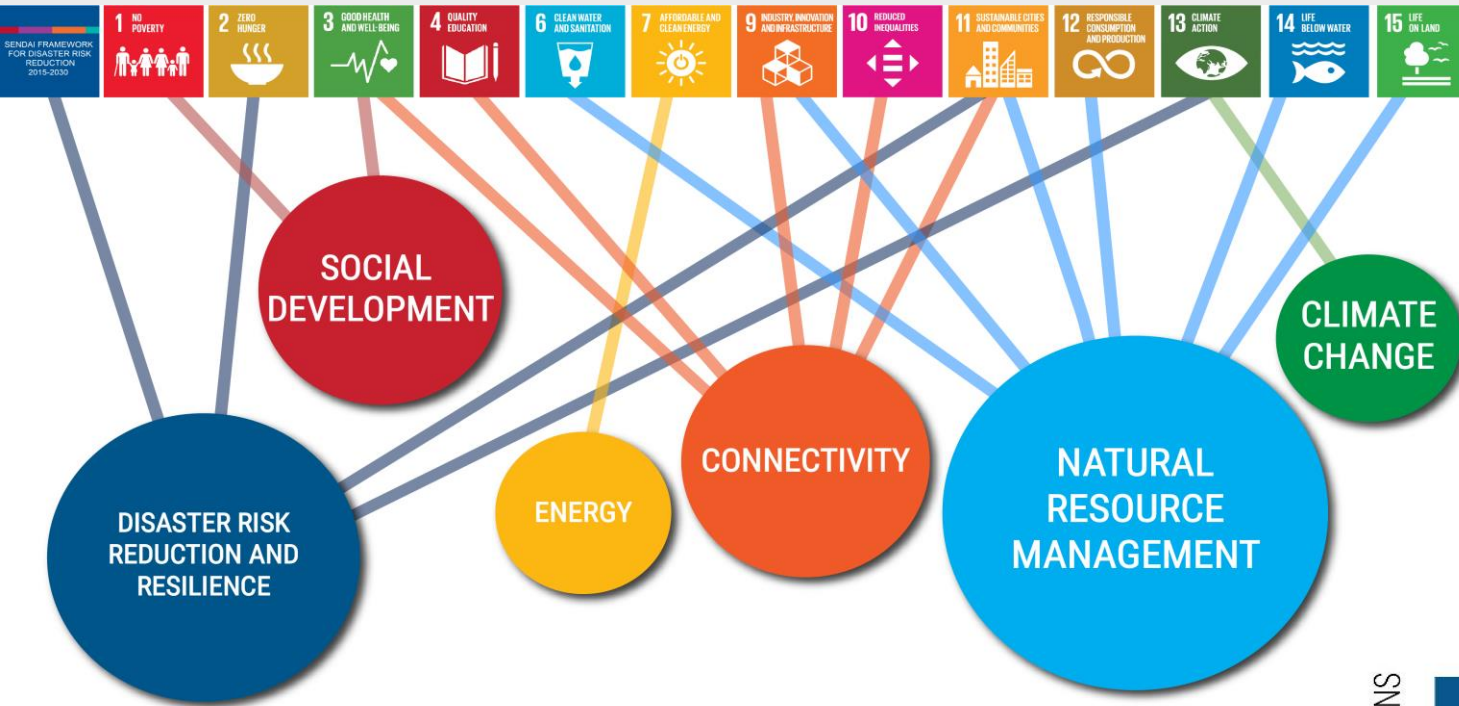 SENDAI FRAMEWORK
FOR DISASTER RISK
REDUCTION
2015-2030
1 NO
POVERTY
2 ZERO
HUNGER
3 GOOD HEALTH
AND WELL-BEING
4 QUALITY
EDUCATION
6 CLEAN WATER
AND SANITATION
7 AFFORDABLE AND
CLEAN ENERGY
9 INDUSTRY, INNOVATION
AND INFRASTRUCTURE
10 REDUCED
INEQUALITIES
11 SUSTAINABLE CITIES
AND COMMUNITIES
12 RESPONSIBLE
CONSUMPTION
AND PRODUCTION
13 CLIMATE
ACTION
14 LIFE
BELOW WATER
15 LIFE
ON LAND
SOCIAL
DEVELOPMENT
CLIMATE
CHANGE
CONNECTIVITY
NATURAL
RESOURCE
MANAGEMENT
ENERGY
DISASTER RISK
REDUCTION AND
RESILIENCE